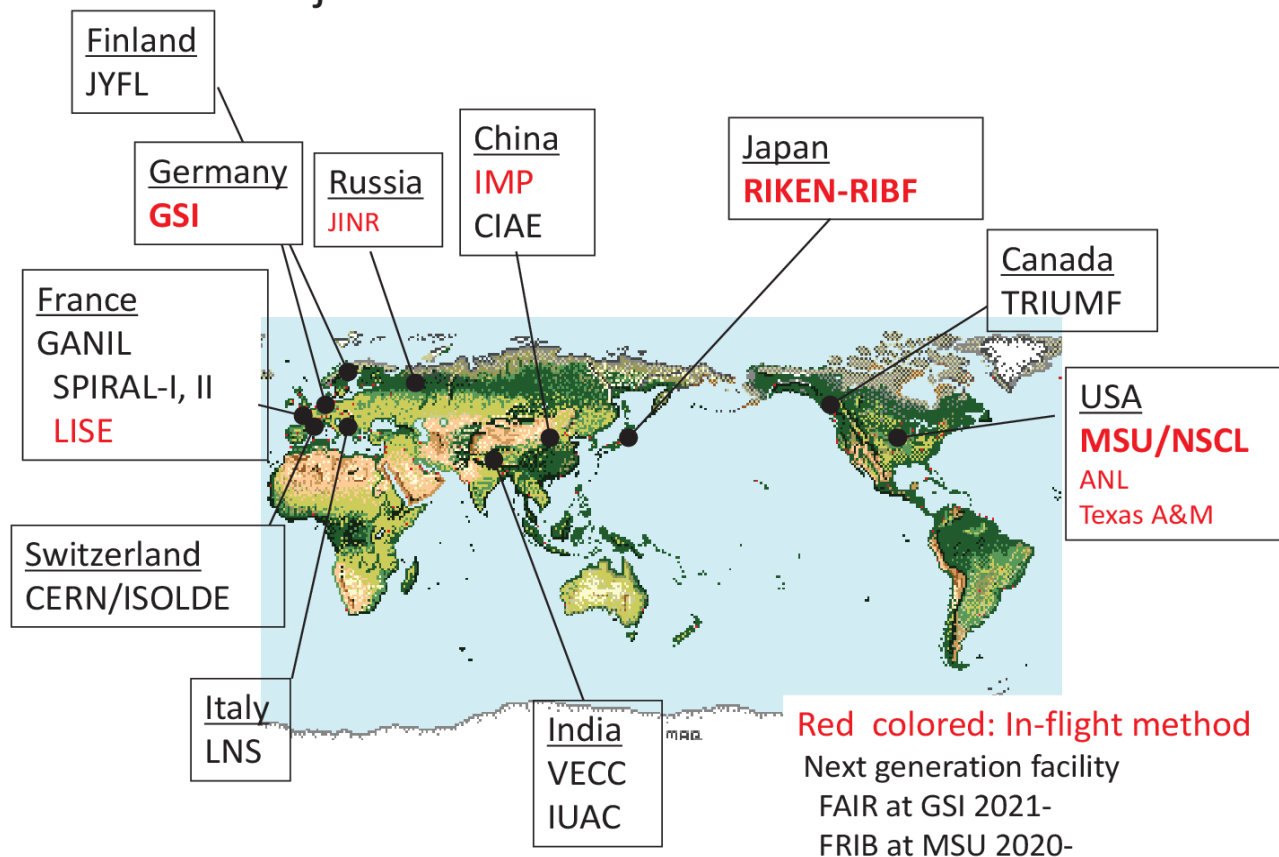 Finland
JYFL
Germany
GSI
Russia
JINR
China
IMP
CIAE
Japan
RIKEN-RIBF
Canada
TRIUMF
France
GANIL
SPIRAL-I, II
LISE
USA
MSU/NSCL
ANL
Texas A&M
Switzerland
CERN/ISOLDE
Italy
LNS
India
VECC
IUAC
MAP
Red colored: In-flight method
Next generation facility
FAIR at GSI 2021-
FRIB at MSU 2020-